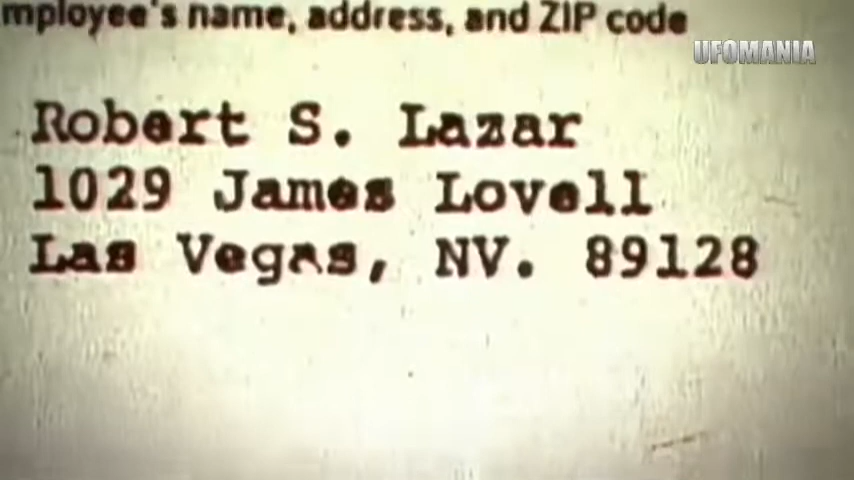 mployee's name, address, and ZIP code
UFOMANIA
Robert S. Lazar
1029 James Lovell
Las Vegas, NV. 89128